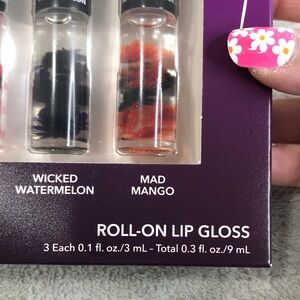 WICKED
WATERMELON
MAD
MANGO
ROLL-ON LIP GLOSS
3 Each 0.1 fl. oz./3 mL - Total 0.3 fl. oz./9 mL